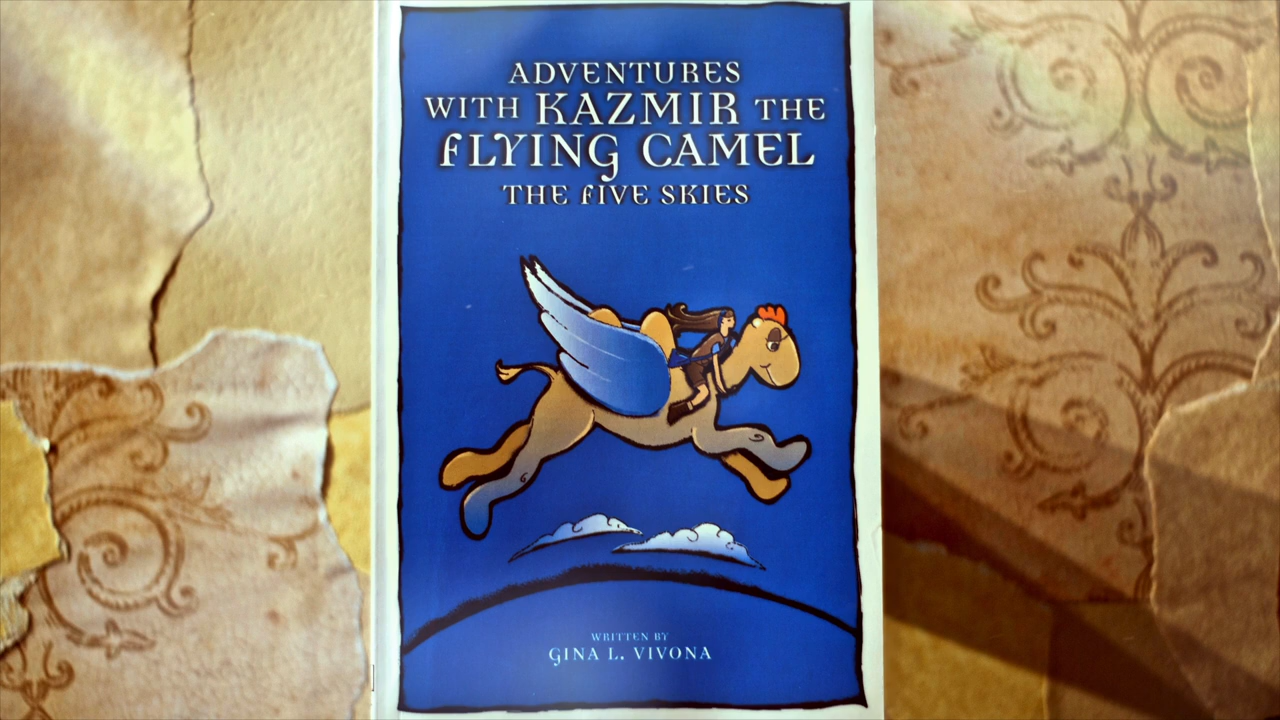 ADVENTURES
WITH KAZMIR THE
FLYING CAMEL
THE FIVE SKIES
WRITTEN BY
GINA L. VIVONA